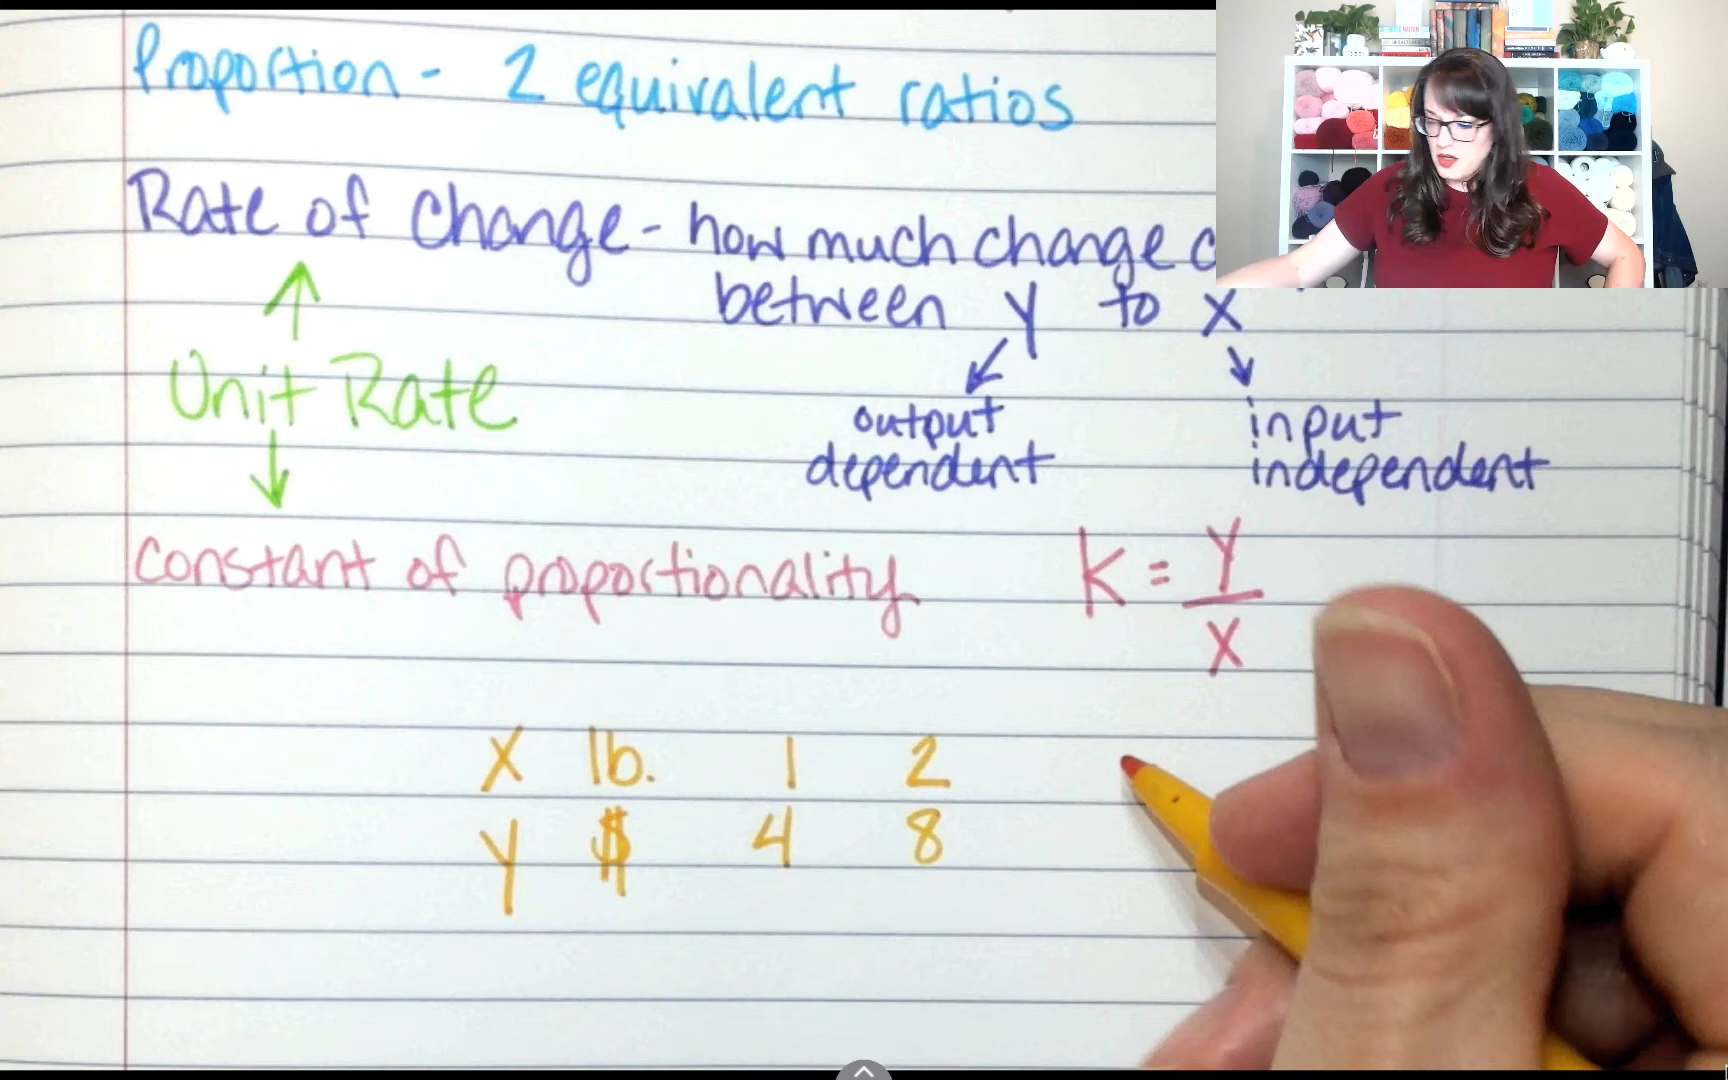 Proportion - 2 equivalent ratios
Rate of Change - how much change
between y to x
Unit Rate
output
dependent
input
independent
Constant of proportionality
K = Y
X
X lb. 1 2
Y $ 4 8